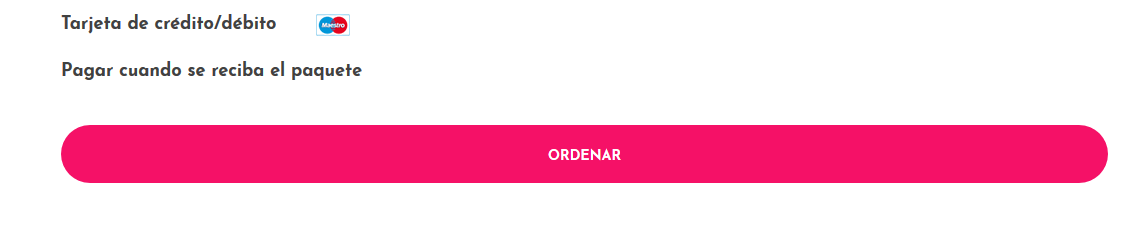 Tarjeta de crédito/débito Maestro
Pagar cuando se reciba el paquete
ORDENAR